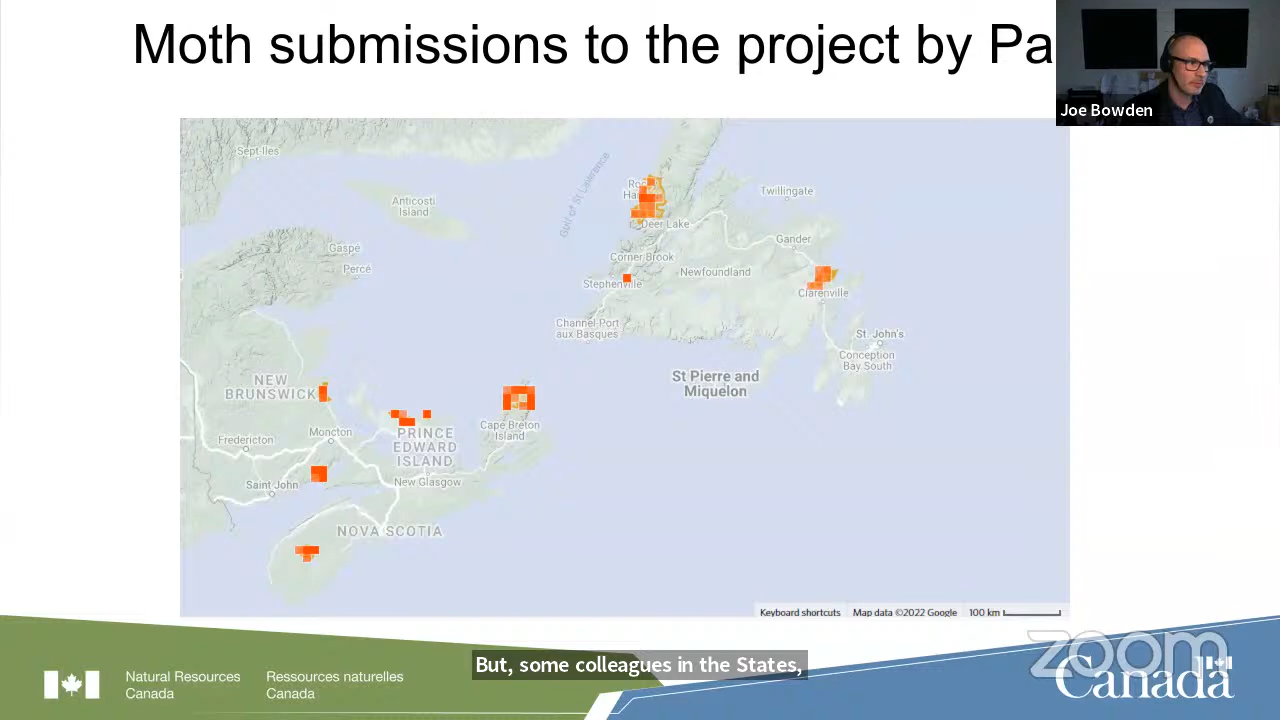 Moth submissions to the project by Pa
Joe Bowden
Sept-Iles
Anticosti
Island
Gulf of St Lawrence
Twillingate
Deer Lake
Gander
Gaspé
Percé
Corner Brook
Newfoundland
Stephenville
Clarenville
Channel-Port
aux Basques
St. John's
Conception
Bay South
St Pierre and
Miquelon
NEW
BRUNSWICK
Cape Breton
Island
Fredericton
Moncton
PRINCE
EDWARD
ISLAND
Saint John
New Glasgow
NOVA SCOTIA
Keyboard shortcuts
Map data ©2022 Google
100 km
But, some colleagues in the States,
Natural Resources
Canada
Ressources naturelles
Canada
zoom
Canada